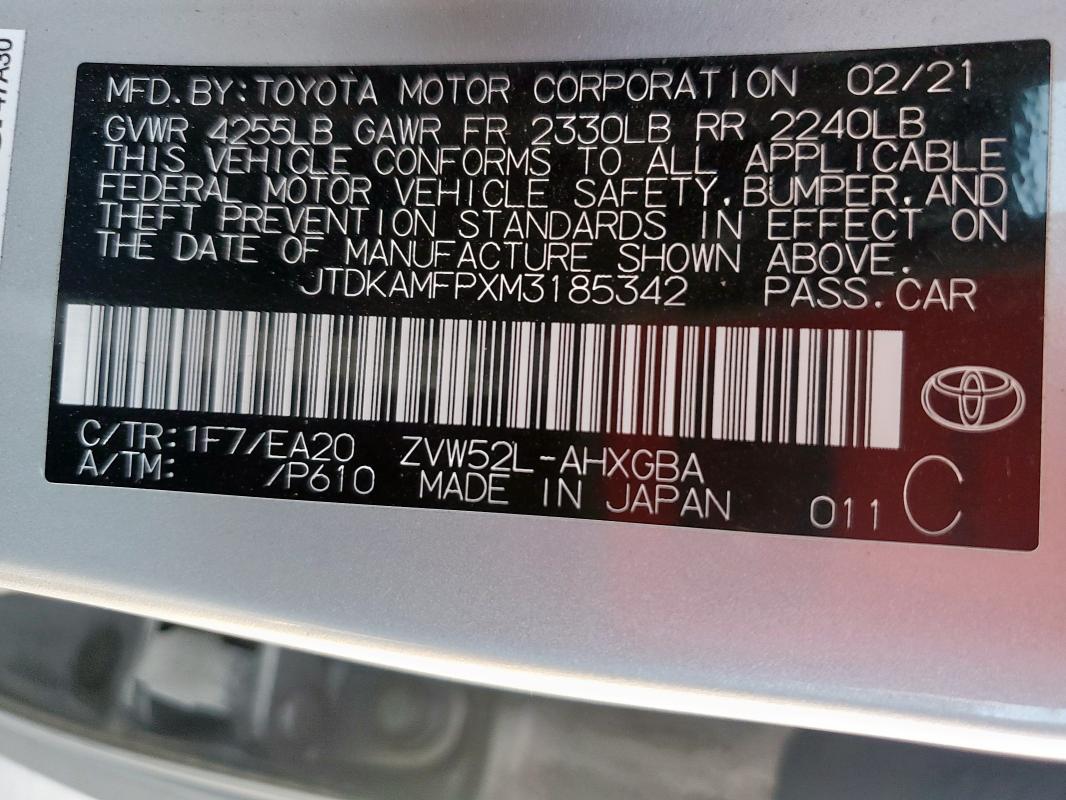 MFD. BY: TOYOTA MOTOR CORPORATION 02/21
GVWR 4255LB GAWR FR 2330LB RR 2240LB
THIS VEHICLE CONFORMS TO ALL APPLICABLE
FEDERAL MOTOR VEHICLE SAFETY, BUMPER, AND
THEFT PREVENTION STANDARDS IN EFFECT ON
THE DATE OF MANUFACTURE SHOWN ABOVE.
JTDKAMFPXM3185342 PASS. CAR
C/TR: 1F7/EA20 ZVW52L-AHXGBA
A/TM: /P610 MADE IN JAPAN 011 C